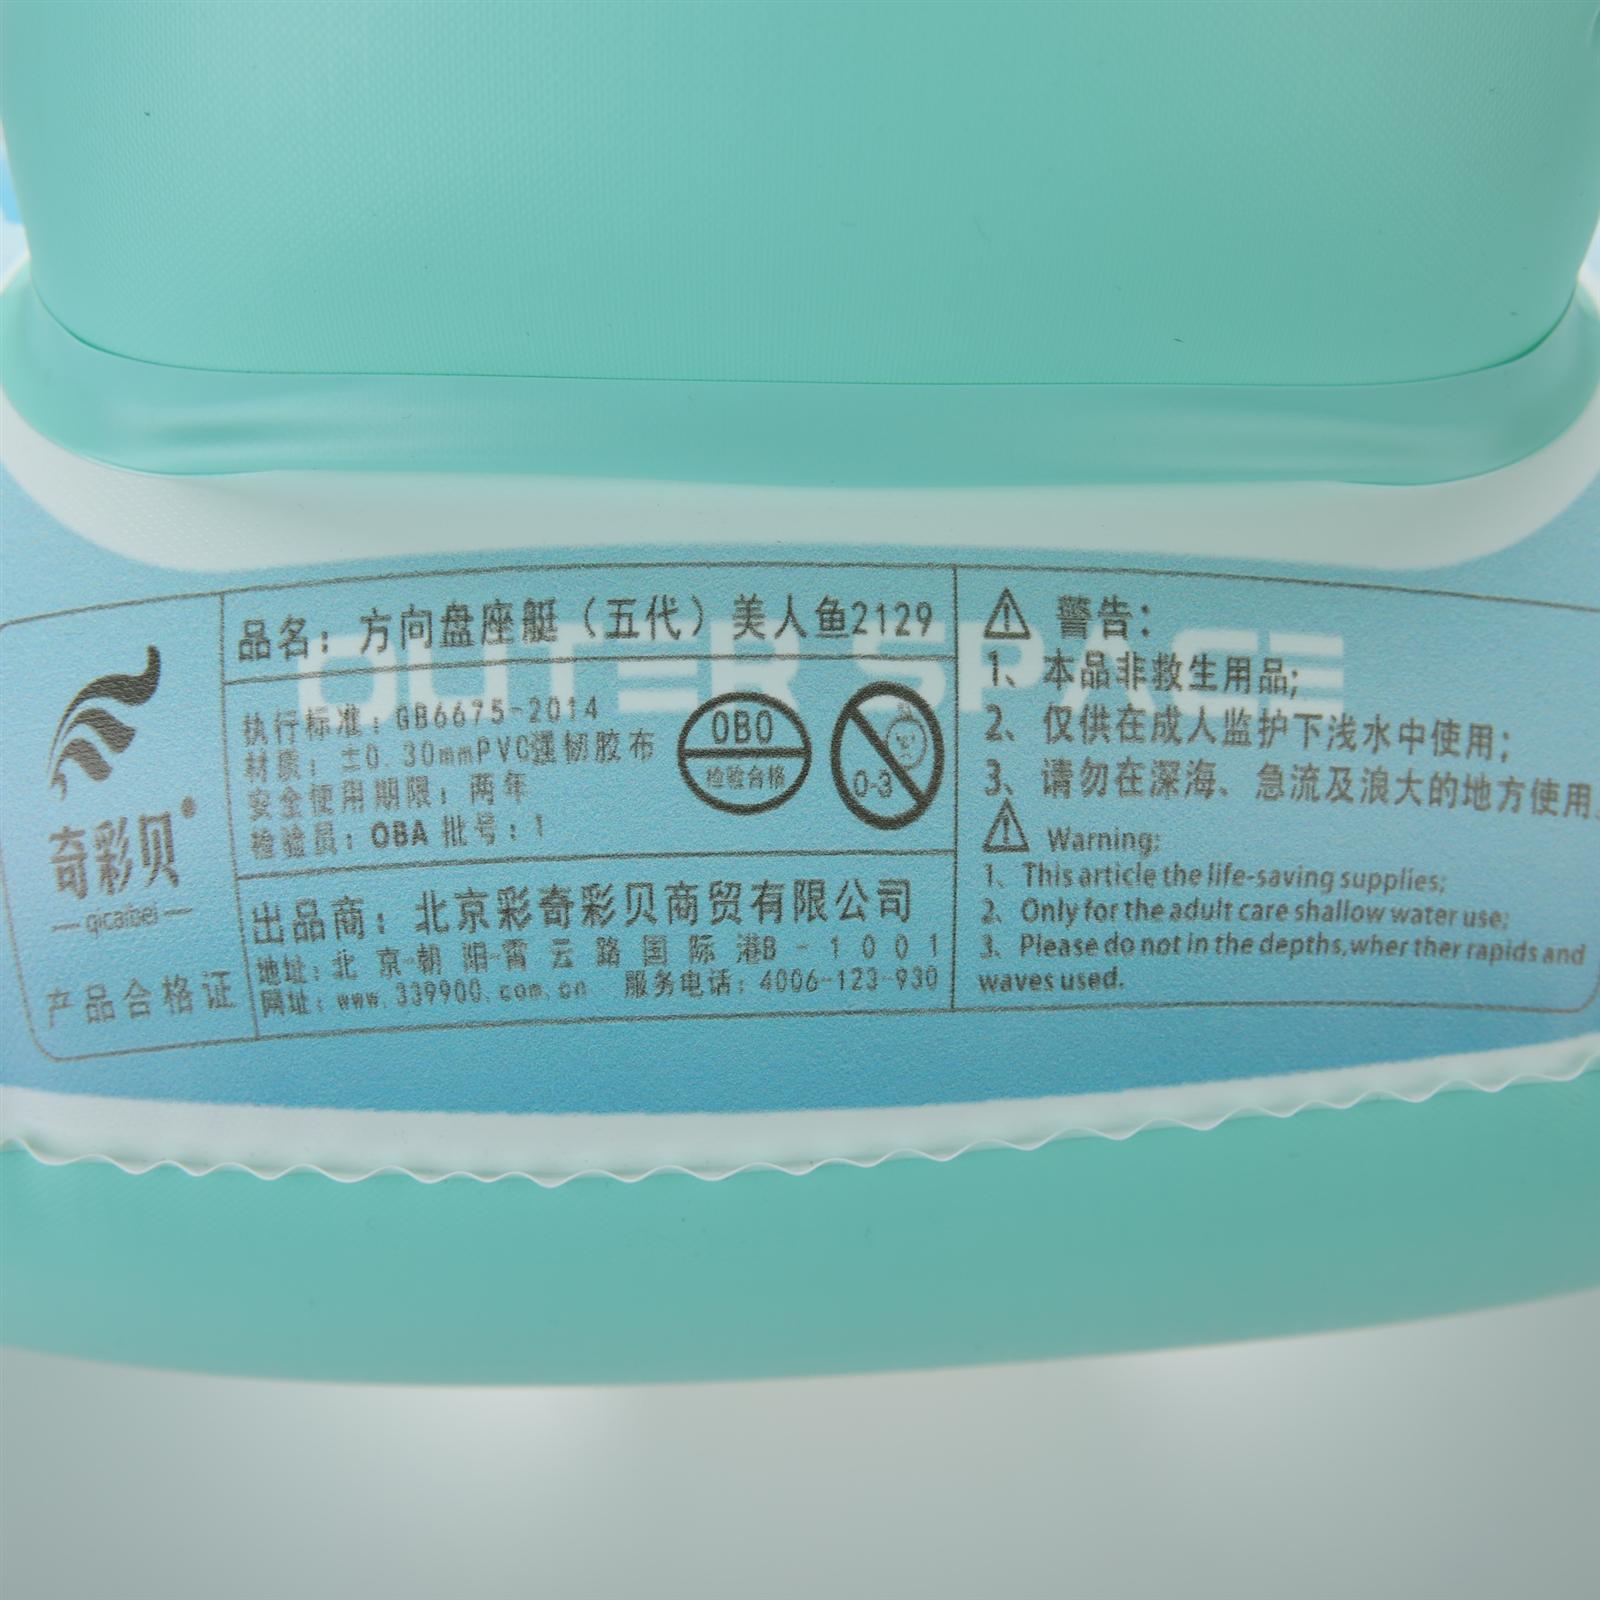 奇彩贝®
qicaibei
产品合格证
品名：方向盘座艇（五代）美人鱼2129
OUTER SPACE
执行标准：GB6675-2014
材质：±0.30mmPVC强韧胶布
安全使用期限：两年
检验员：OBA 批号：1
OBO
检验合格
0-3
出品商：北京彩奇彩贝商贸有限公司
地址：北京-朝阳-霄云路国际港B-1001
网址：www.339900.com.cn 服务电话：4006-123-930
警告：
1、本品非救生用品；
2、仅供在成人监护下浅水中使用；
3、请勿在深海、急流及浪大的地方使用。
Warning:
1、This article the life-saving supplies;
2、Only for the adult care shallow water use;
3、Please do not in the depths,wher ther rapids and
waves used.